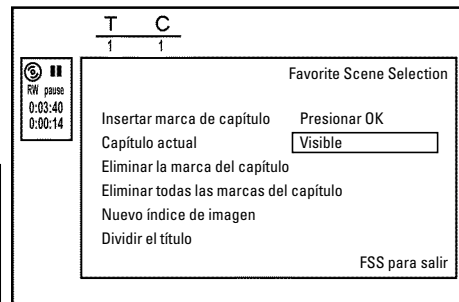 T C
1 1
RW pause
0:03:40
0:00:14
Favorite Scene Selection
Insertar marca de capítulo Presionar OK
Capítulo actual Visible
Eliminar la marca del capítulo
Eliminar todas las marcas del capítulo
Nuevo índice de imagen
Dividir el título
FSS para salir